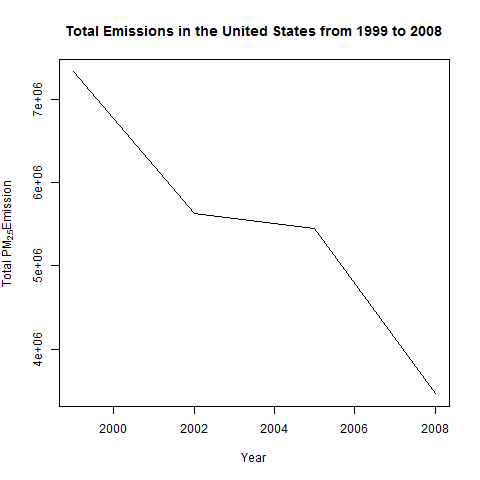 Total Emissions in the United States from 1999 to 2008
7e+06
6e+06
5e+06
4e+06
Total PM2.5Emission
2000 2002 2004 2006 2008
Year